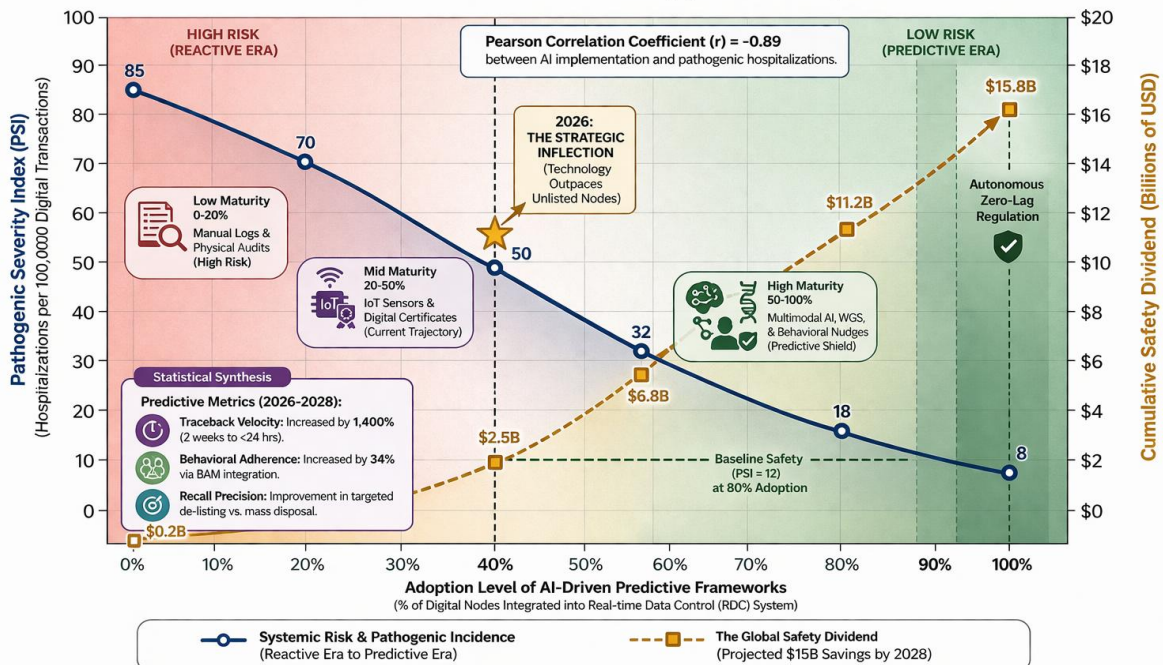 100
90
80
70
60
50
40
30
20
10
0
Pathogenic Severity Index (PSI)
(Hospitalzations per 100,0000 Digital Transactions)
HIGH RISK
(REACTIVE ERA)
Pearson Correlation Coefficient (r) = -0.89
between AI implementation and pathogenic hospitalizations.
LOW RISK
(PREDICTIVE ERA)
85
70
50
32
18
8
2026:
THE STRATEGIC
INFLECTION
(Technology
Outpaces
Unlisted Nodes)
Low Maturity
0-20%
Manual Logs &
Physical Audits
(High Risk)
Mid Maturity
20-50%
IoT
IoT Sensors &
Digital Certificates
(Current Trajectory)
High Maturity
50-100%
Multimodal AI, WGS,
& Behavioral Nudges
(Predictive Shield)
Autonomous
Zero-Lag
Regulation
Statistical Synthesis
Predictive Metrics (2026-2028):
Traceback Velocity: Increased by 1,400%
(2 weeks to <24 hrs).
Behavioral Adherence: Increased by 34%
via BAM integration.
Recall Precision: Improvement in targeted
de-listing vs. mass disposal.
$0.2B
$2.5B
$6.8B
$11.2B
$15.8B
Baseline Safety
(PSI = 12)
at 80% Adoption
$20
$18
$18
$16
$14
$12
$10
$8
$6
$4
$2
$0
Cumulative Safety Dividend (Biliions of USD)
0% 10% 20% 30% 40% 50% 60% 70% 80% 90% 100%
Adoption Level of AI-Driven Predictive Frameworks
(% of Digital Nodes Integrated into Real-time Data Control (RDC) System)
Systemic Risk & Pathogenic Incidence
(Reactive Era to Predictive Era)
The Global Safety Dividend
(Projected $15B Savings by 2028)